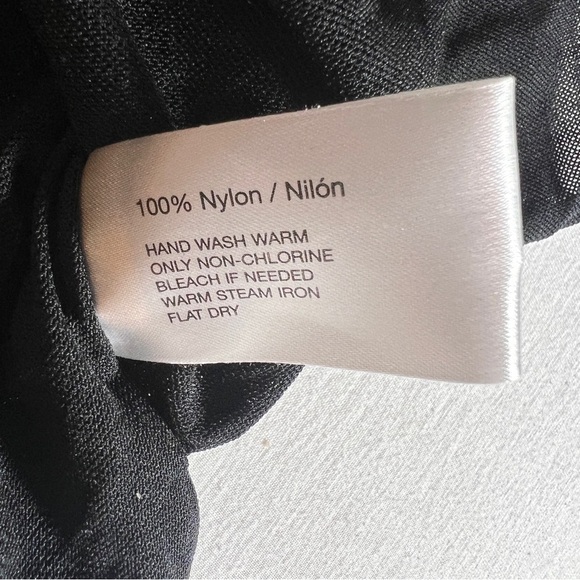 100% Nylon / Nilón
HAND WASH WARM
ONLY NON-CHLORINE
BLEACH IF NEEDED
WARM STEAM IRON
FLAT DRY